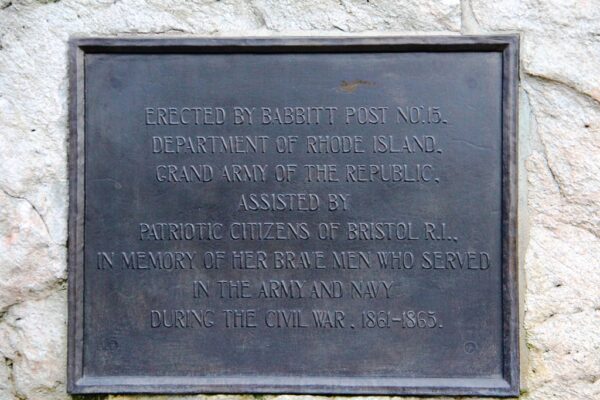 ERECTED BY BABBITT POST NO. 15.
DEPARTMENT OF RHODE ISLAND.
GRAND ARMY OF THE REPUBLIC.
ASSISTED BY
PATRIOTIC CITIZENS OF BRISTOL R.I.,
IN MEMORY OF HER BRAVE MEN WHO SERVED
IN THE ARMY AND NAVY
DURING THE CIVIL WAR. 1861-1865.